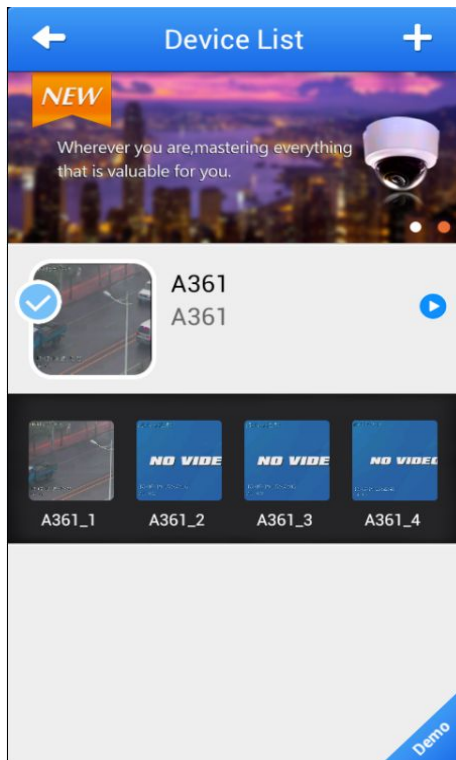 Device List
NEW
Wherever you are,mastering everything
that is valuable for you.
A361
A361
NO VIDE
NO VIDE
NO VIDEO
A361_1
A361_2
A361_3
A361_4
Demo